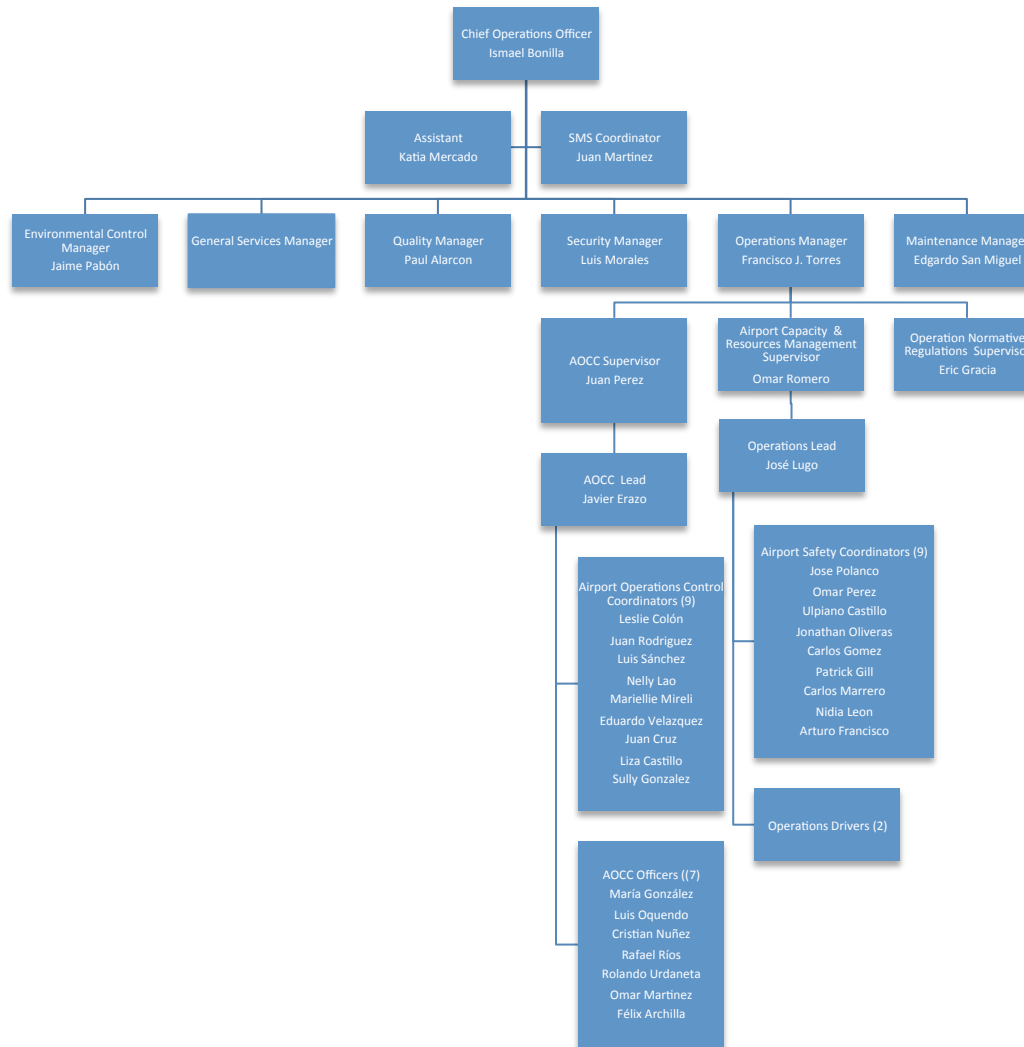 Chief Operations Officer
Ismael Bonilla
Assistant
Katia Mercado
SMS Coordinator
Juan Martinez
Environmental Control
Manager
Jaime Pabón
General Services Manager
Quality Manager
Paul Alarcon
Security Manager
Luis Morales
Operations Manager
Francisco J. Torres
Maintenance Manage
Edgardo San Miguel
AOCC Supervisor
Juan Perez
Airport Capacity &
Resources Management
Supervisor
Omar Romero
Operation Normative
Regulations Superviso
Eric Gracia
AOCC Lead
Javier Erazo
Operations Lead
José Lugo
Airport Operations Control
Coordinators (9)
Leslie Colón
Juan Rodriguez
Luis Sánchez
Nelly Lao
Mariellie Mireli
Eduardo Velazquez
Juan Cruz
Liza Castillo
Sully Gonzalez
Airport Safety Coordinators (9)
Jose Polanco
Omar Perez
Ulpiano Castillo
Jonathan Oliveras
Carlos Gomez
Patrick Gill
Carlos Marrero
Nidia Leon
Arturo Francisco
Operations Drivers (2)
AOCC Officers ((7)
María González
Luis Oquendo
Cristian Nuñez
Rafael Ríos
Rolando Urdaneta
Omar Martinez
Félix Archilla